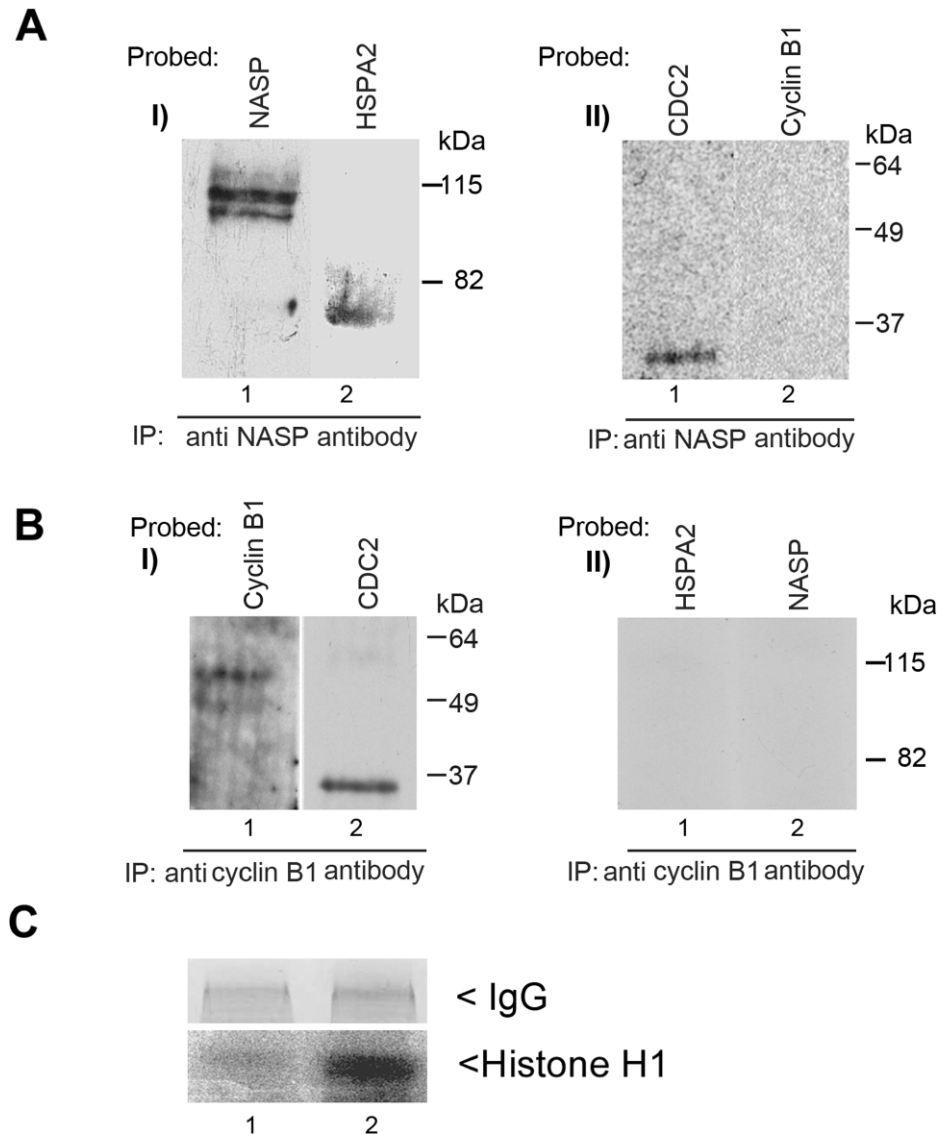 A
Probed:
NASP
HSPA2
I)
kDa
115
82
1 2
IP: anti NASP antibody
Probed:
CDC2
Cyclin B1
II)
kDa
64
49
37
1 2
IP: anti NASP antibody
B
Probed:
Cyclin B1
CDC2
I)
kDa
64
49
37
1 2
IP: anti cyclin B1 antibody
Probed:
HSPA2
NASP
II)
kDa
115
82
1 2
IP: anti cyclin B1 antibody
C
< IgG
<Histone H1
1 2